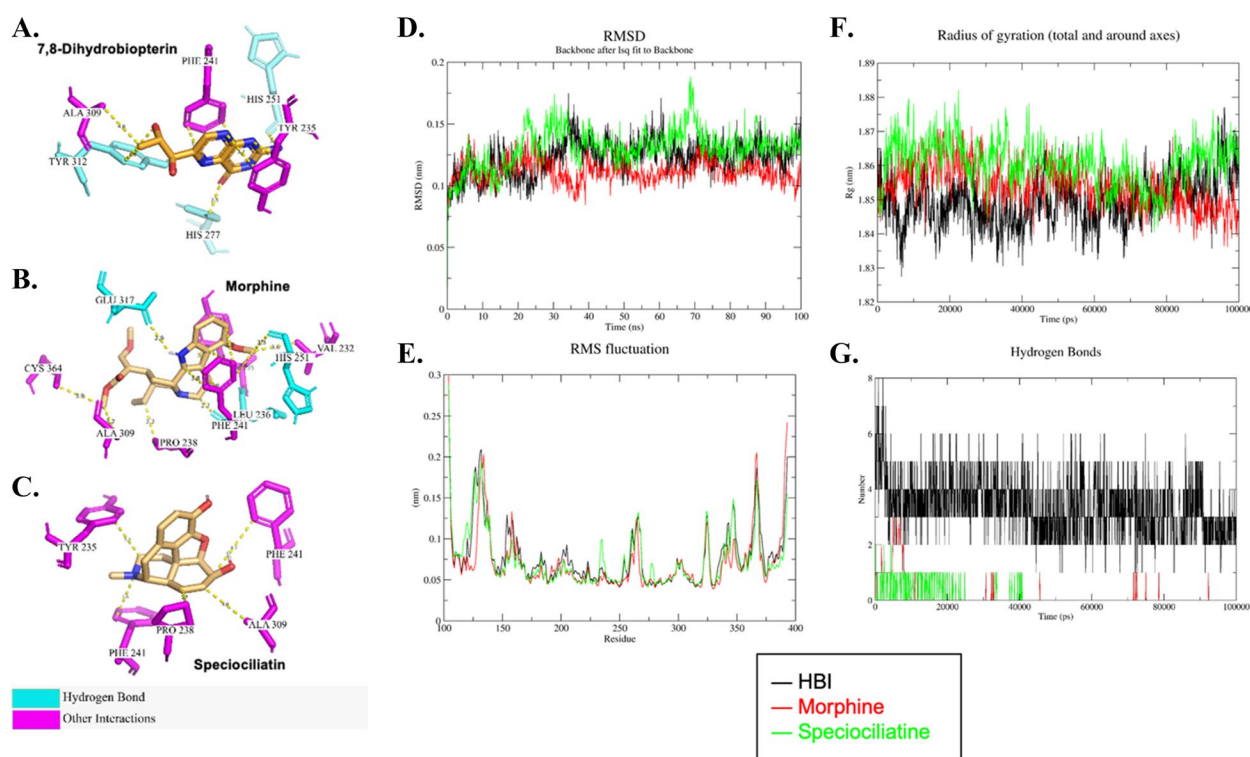 A.
7,8-Dihydrobiopterin
PHE 241
HIS 251
ALA 309
TYR 235
TYR 312
HIS 277
B.
Morphine
GLU 317
VAL 232
HIS 251
CYS 364
LEU 236
PHE 241
ALA 309
PRO 238
C.
TYR 235
PHE 241
PRO 238
ALA 309
PHE 241
Speciociliatin
Hydrogen Bond
Other Interactions
D.
RMSD
Backbone after lsq fit to Backbone
0.2
0.15
0.1
0.05
0
RMSD (nm)
0 10 20 30 40 50 60 70 80 90 100
Time (ns)
E.
RMS fluctuation
0.3
0.25
0.2
0.15
0.1
0.05
0
(nm)
100 150 200 250 300 350 400
Residue
F.
Radius of gyration (total and around axes)
1.89
1.88
1.87
1.86
1.85
1.84
1.83
1.82
Rg (nm)
0 20000 40000 60000 80000 100000
Time (ps)
G.
Hydrogen Bonds
8
6
4
2
0
Number
0 20000 40000 60000 80000 100000
Time (ps)
HBI
Morphine
Speciociliatine